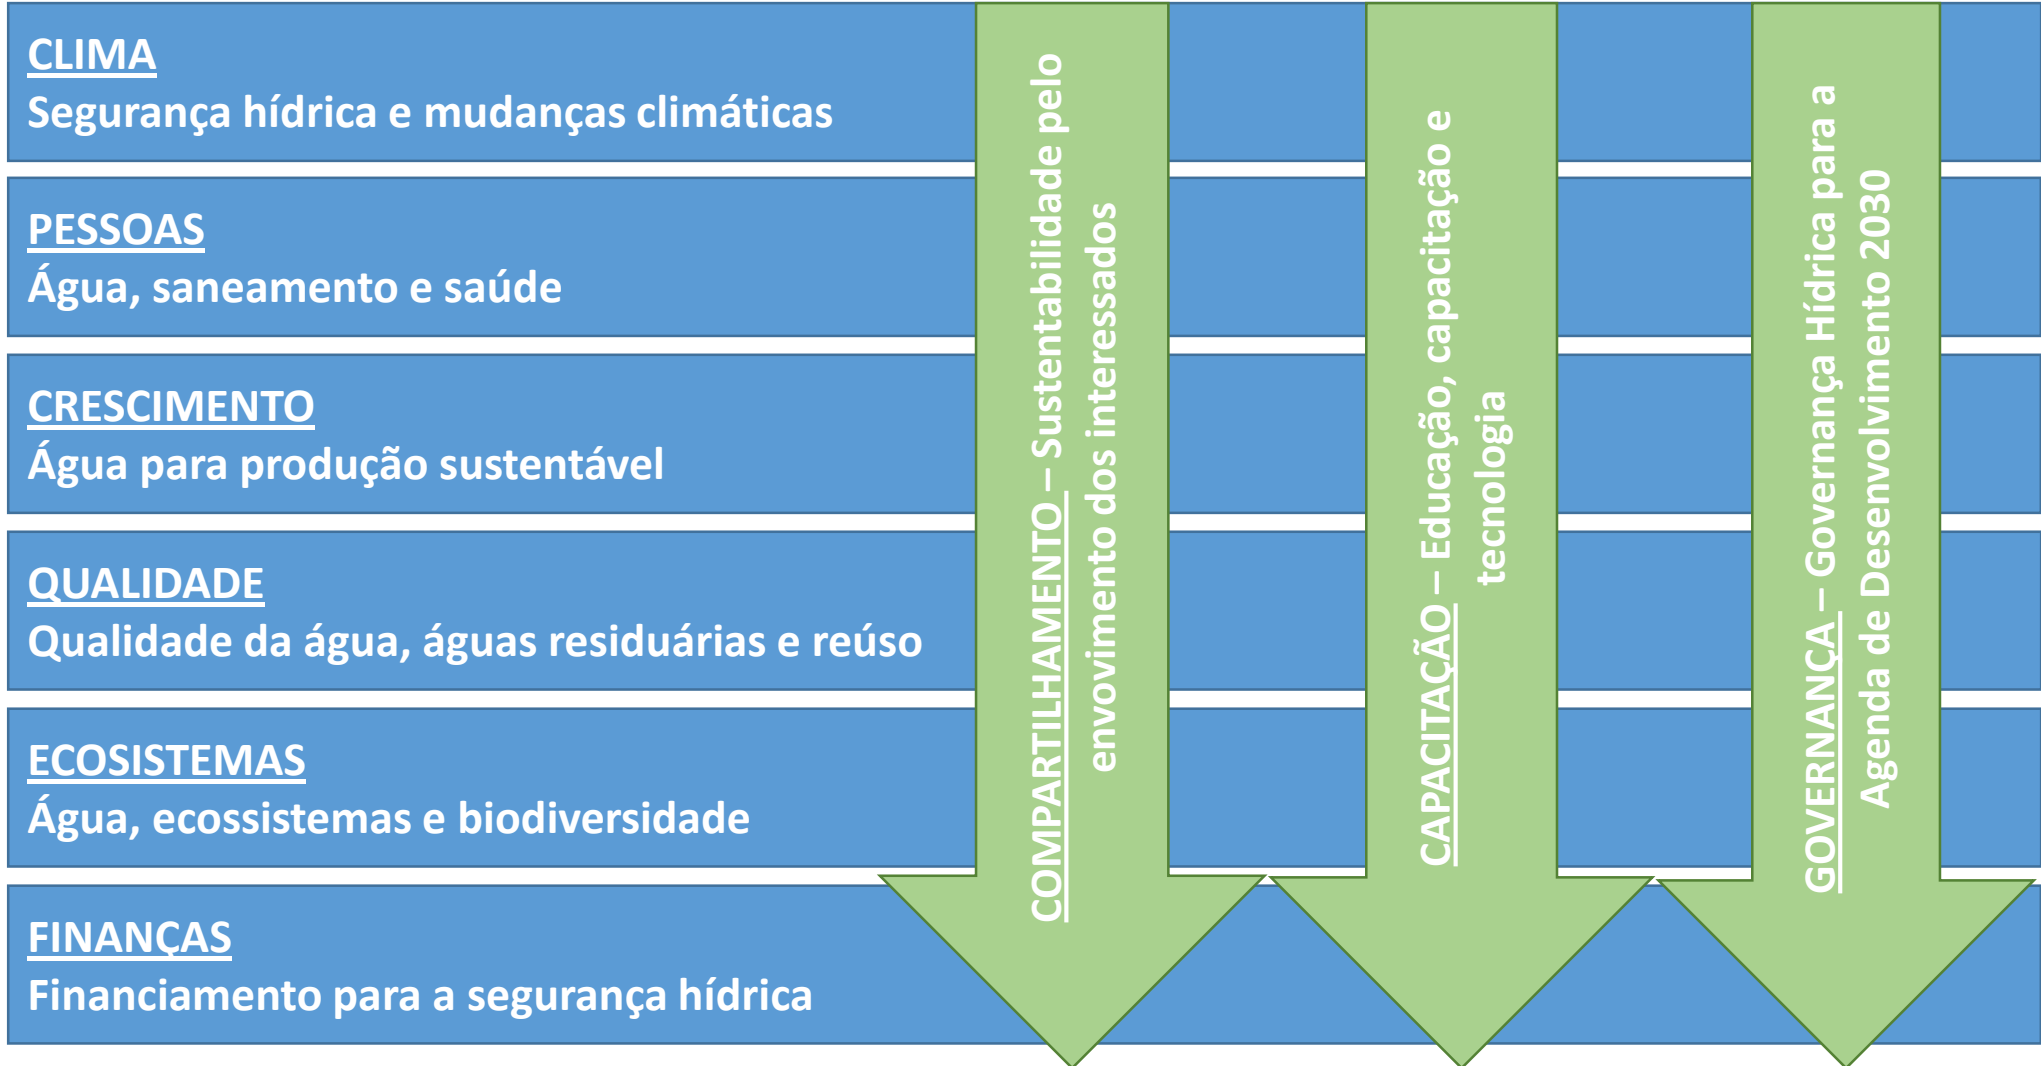 CLIMA
Segurança hídrica e mudanças climáticas
PESSOAS
Água, saneamento e saúde
CRESCIMENTO
Água para produção sustentável
QUALIDADE
Qualidade da água, águas residuárias e reúso
ECOSISTEMAS
Água, ecossistemas e biodiversidade
FINANÇAS
Financiamento para a segurança hídrica
COMPARTILHAMENTO – Sustentabilidade pelo
envovimento dos interessados
CAPACITAÇÃO – Educação, capacitação e
tecnologia
GOVERNANÇA – Governança Hídrica para a
Agenda de Desenvolvimento 2030